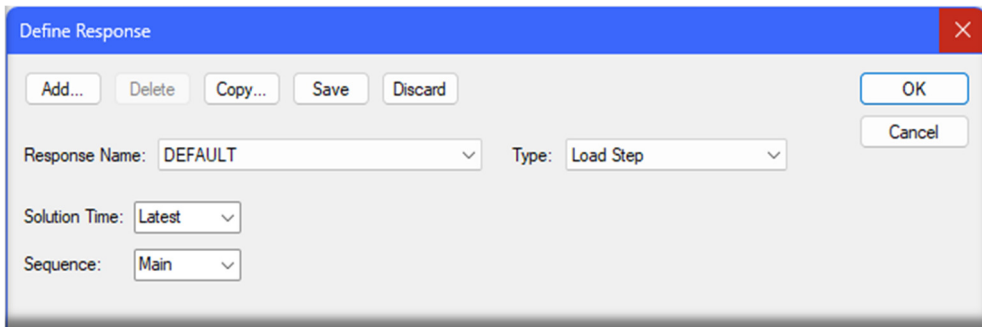 Define Response
Add... Delete Copy... Save Discard OK
Cancel
Response Name: DEFAULT Type: Load Step
Solution Time: Latest
Sequence: Main